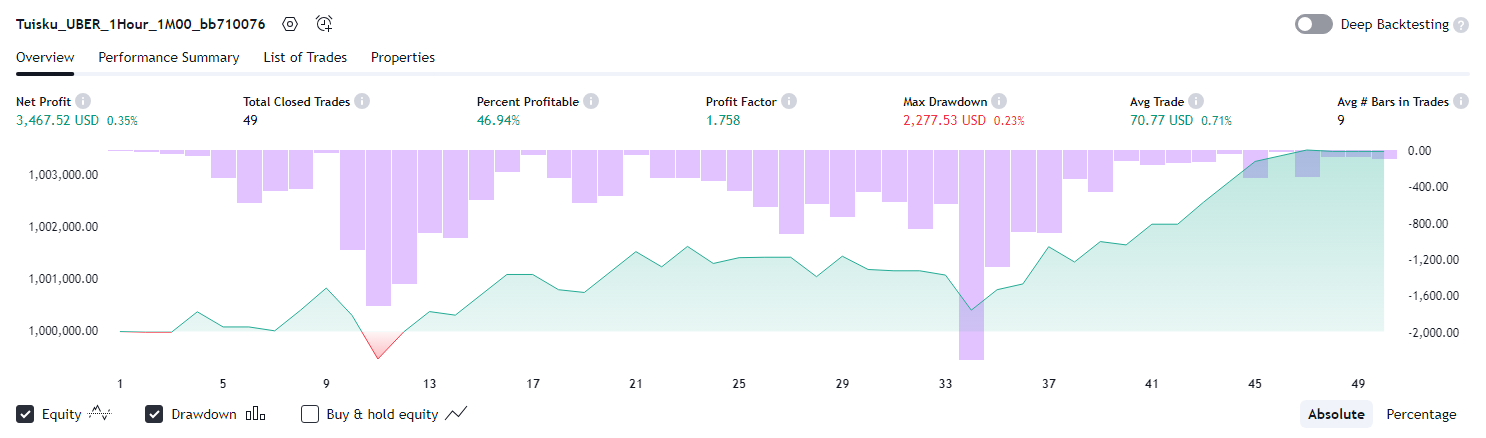 Tuisku_UBER_1Hour_1M00_bb710076 Deep Backtesting ?
Overview Performance Summary List of Trades Properties
Net Profit i Total Closed Trades i Percent Profitable i Profit Factor i Max Drawdown i Avg Trade i Avg # Bars in Trades i
3,467.52 USD 0.35% 49 46.94% 1.758 2,277.53 USD 0.23% 70.77 USD 0.71% 9
0.00
1,003,000.00
-400.00
1,002,000.00 -800.00
-1,200.00
1,001,000.00
-1,600.00
1,000,000.00 -2,000.00
1 5 9 13 17 21 25 29 33 37 41 45 49
Equity Drawdown Buy & hold equity Absolute Percentage